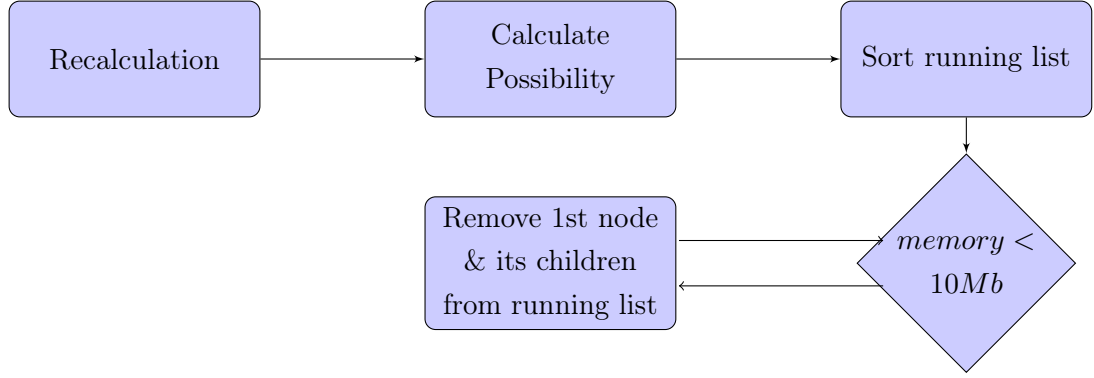 Recalculation
Calculate
Possibility
Sort running list
Remove 1st node
& its children
from running list
memory <
10Mb